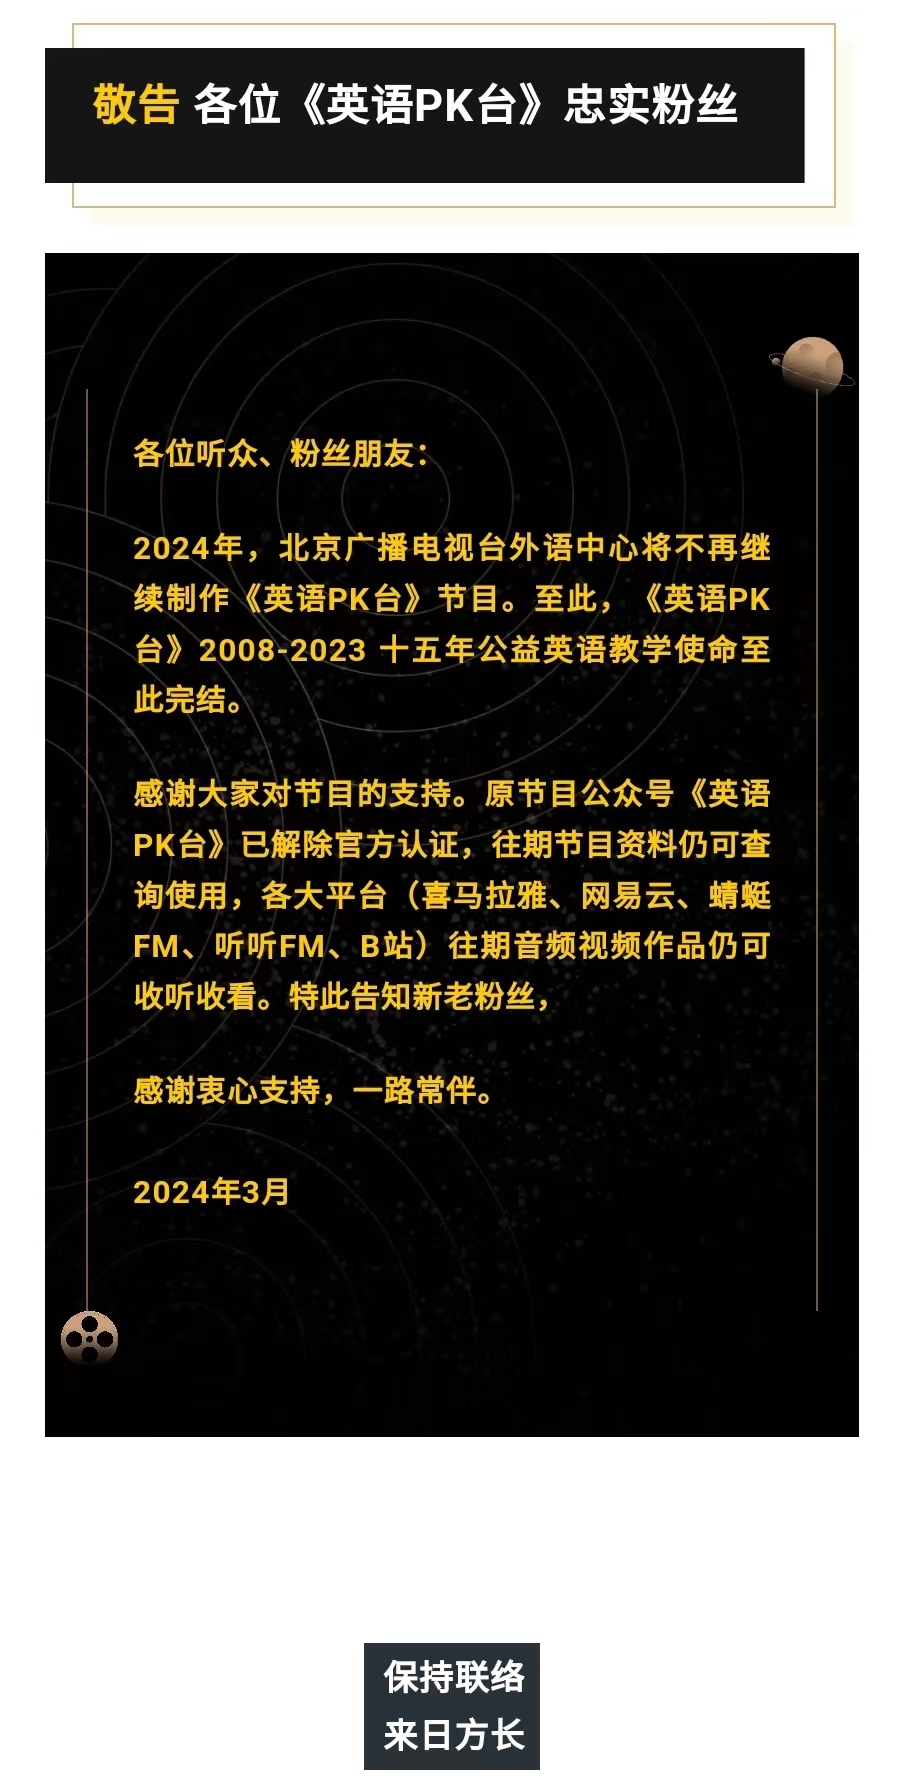 敬告 各位《英语PK台》忠实粉丝
各位听众、粉丝朋友：
2024年，北京广播电视台外语中心将不再继
续制作《英语PK台》节目。至此，《英语PK
台》2008-2023 十五年公益英语教学使命至
此完结。
感谢大家对节目的支持。原节目公众号《英语
PK台》已解除官方认证，往期节目资料仍可查
询使用，各大平台（喜马拉雅、网易云、蜻蜓
FM、听听FM、B站）往期音频视频作品仍可
收听收看。特此告知新老粉丝，
感谢衷心支持，一路常伴。
2024年3月
保持联络
来日方长